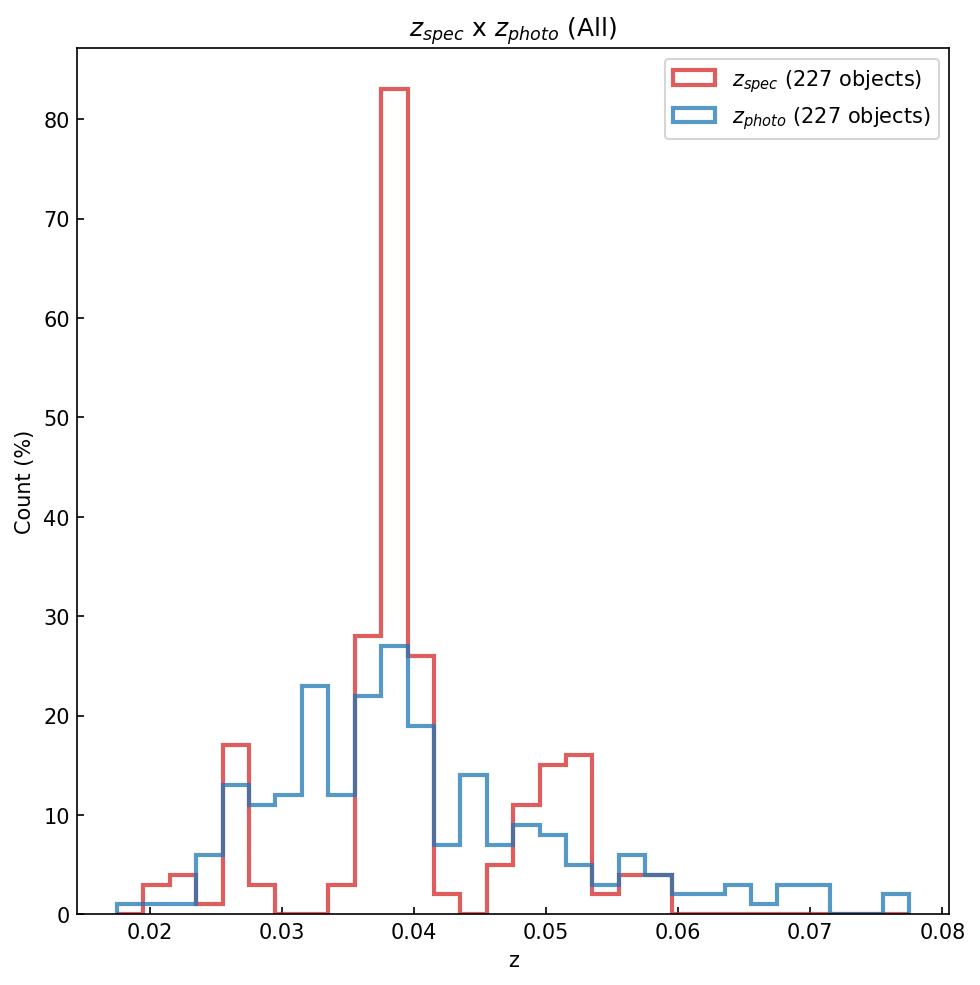 z_spec x z_photo (All)
z_spec (227 objects)
z_photo (227 objects)
Count (%)
80
70
60
50
40
30
20
10
0
0.02 0.03 0.04 0.05 0.06 0.07 0.08
z